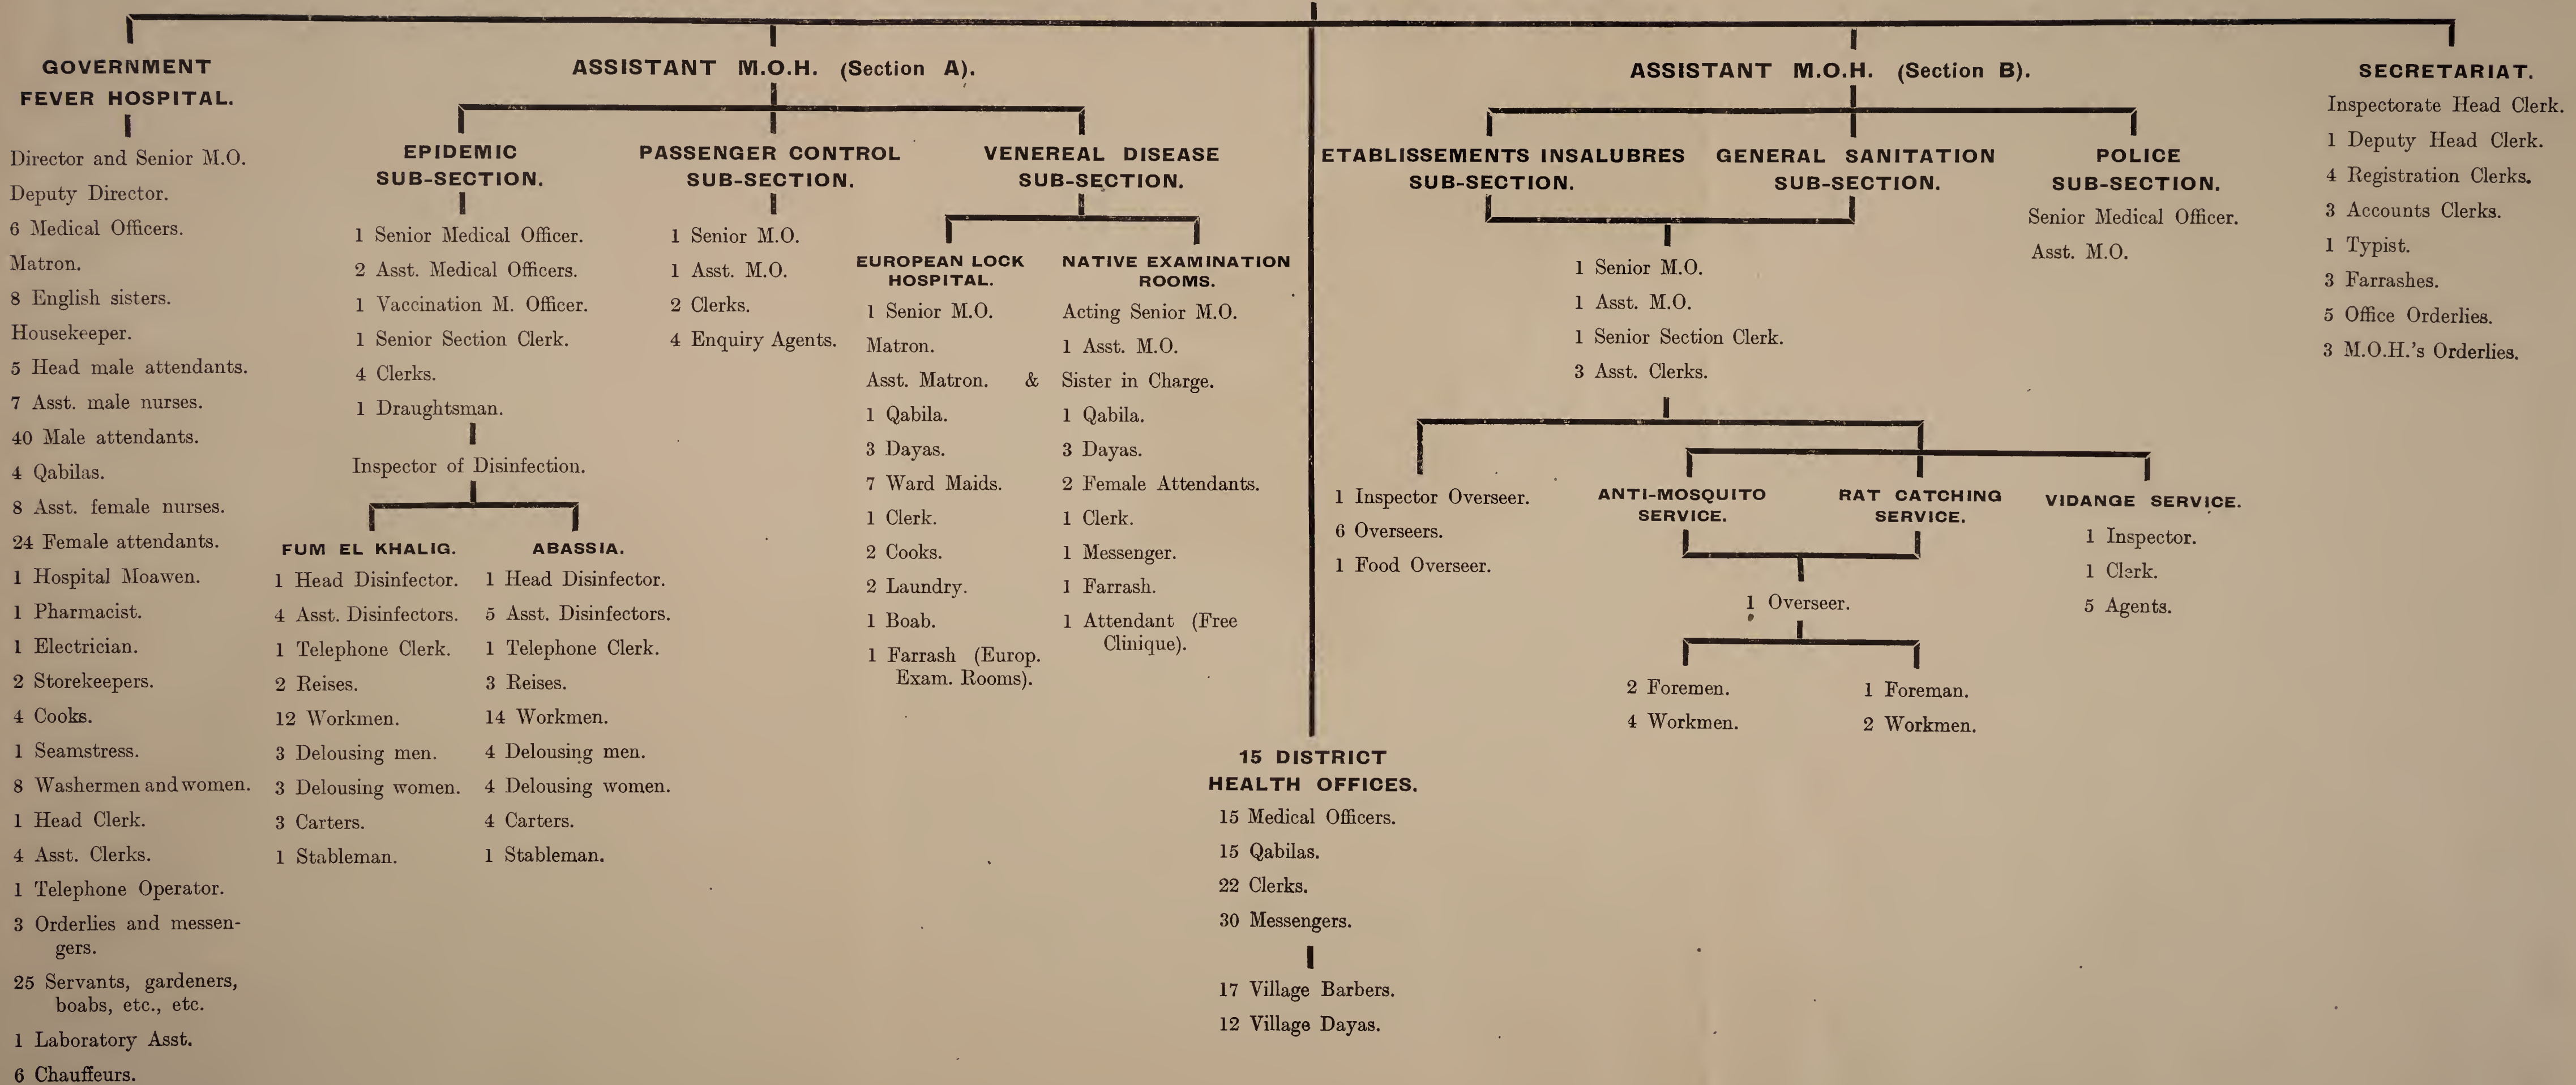 GOVERNMENT
FEVER HOSPITAL.
Director and Senior M.O.
Deputy Director.
6 Medical Officers.
Matron.
8 English sisters.
Housekeeper.
5 Head male attendants.
7 Asst. male nurses.
40 Male attendants.
4 Qabilas.
8 Asst. female nurses.
24 Female attendants.
1 Hospital Moawen.
1 Pharmacist.
1 Electrician.
2 Storekeepers.
4 Cooks.
1 Seamstress.
8 Washermen and women.
1 Head Clerk.
4 Asst. Clerks.
1 Telephone Operator.
3 Orderlies and messen-
gers.
25 Servants, gardeners,
boabs, etc., etc.
1 Laboratory Asst.
6 Chauffeurs.
ASSISTANT M.O.H. (Section A).
EPIDEMIC
SUB-SECTION.
1 Senior Medical Officer.
2 Asst. Medical Officers.
1 Vaccination M. Officer.
1 Senior Section Clerk.
4 Clerks.
1 Draughtsman.
Inspector of Disinfection.
FUM EL KHALIG.
1 Head Disinfector.
4 Asst. Disinfectors.
1 Telephone Clerk.
2 Reises.
12 Workmen.
3 Delousing men.
3 Delousing women.
3 Carters.
1 Stableman.
ABASSIA.
1 Head Disinfector.
5 Asst. Disinfectors.
1 Telephone Clerk.
3 Reises.
14 Workmen.
4 Delousing men.
4 Delousing women.
4 Carters.
1 Stableman.
PASSENGER CONTROL
SUB-SECTION.
1 Senior M.O.
1 Asst. M.O.
2 Clerks.
4 Enquiry Agents.
VENEREAL DISEASE
SUB-SECTION.
EUROPEAN LOCK
HOSPITAL.
1 Senior M.O.
Matron.
Asst. Matron. &
1 Qabila.
3 Dayas.
7 Ward Maids.
1 Clerk.
2 Cooks.
2 Laundry.
1 Boab.
1 Farrash (Europ.
Exam. Rooms).
NATIVE EXAMINATION
ROOMS.
Acting Senior M.O.
1 Asst. M.O.
Sister in Charge.
1 Qabila.
3 Dayas.
2 Female Attendants.
1 Clerk.
1 Messenger.
1 Farrash.
1 Attendant (Free
Clinique).
15 DISTRICT
HEALTH OFFICES.
15 Medical Officers.
15 Qabilas.
22 Clerks.
30 Messengers.
17 Village Barbers.
12 Village Dayas.
ASSISTANT M.O.H. (Section B).
ETABLISSEMENTS INSALUBRES
SUB-SECTION.
GENERAL SANITATION
SUB-SECTION.
1 Senior M.O.
1 Asst. M.O.
1 Senior Section Clerk.
3 Asst. Clerks.
1 Inspector Overseer.
6 Overseers.
1 Food Overseer.
ANTI-MOSQUITO
SERVICE.
RAT CATCHING
SERVICE.
1 Overseer.
2 Foremen.
4 Workmen.
1 Foreman.
2 Workmen.
VIDANGE SERVICE.
1 Inspector.
1 Clerk.
5 Agents.
POLICE
SUB-SECTION.
Senior Medical Officer.
Asst. M.O.
SECRETARIAT.
Inspectorate Head Clerk.
1 Deputy Head Clerk.
4 Registration Clerks.
3 Accounts Clerks.
1 Typist.
3 Farrashes.
5 Office Orderlies.
3 M.O.H.'s Orderlies.